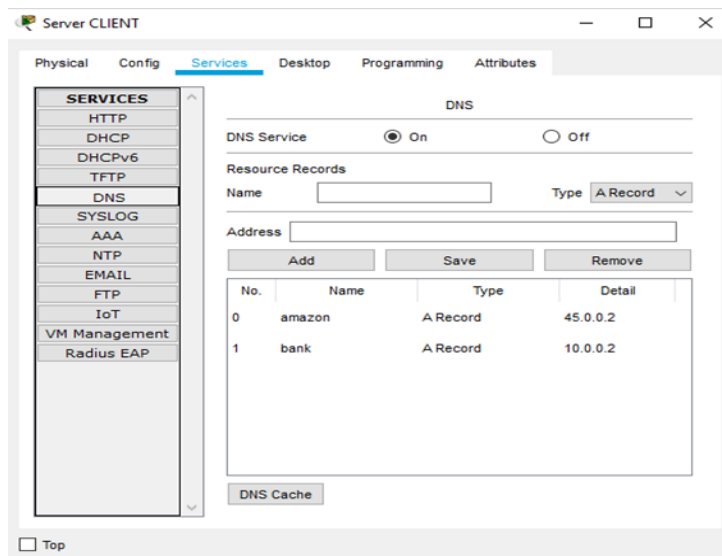 Server CLIENT
Physical Config Services Desktop Programming Attributes
SERVICES
HTTP
DHCP
DHCPv6
TFTP
DNS
SYSLOG
AAA
NTP
EMAIL
FTP
IoT
VM Management
Radius EAP
DNS
DNS Service On Off
Resource Records
Name Type A Record
Address
Add Save Remove
No. Name Type Detail
0 amazon A Record 45.0.0.2
1 bank A Record 10.0.0.2
DNS Cache
Top